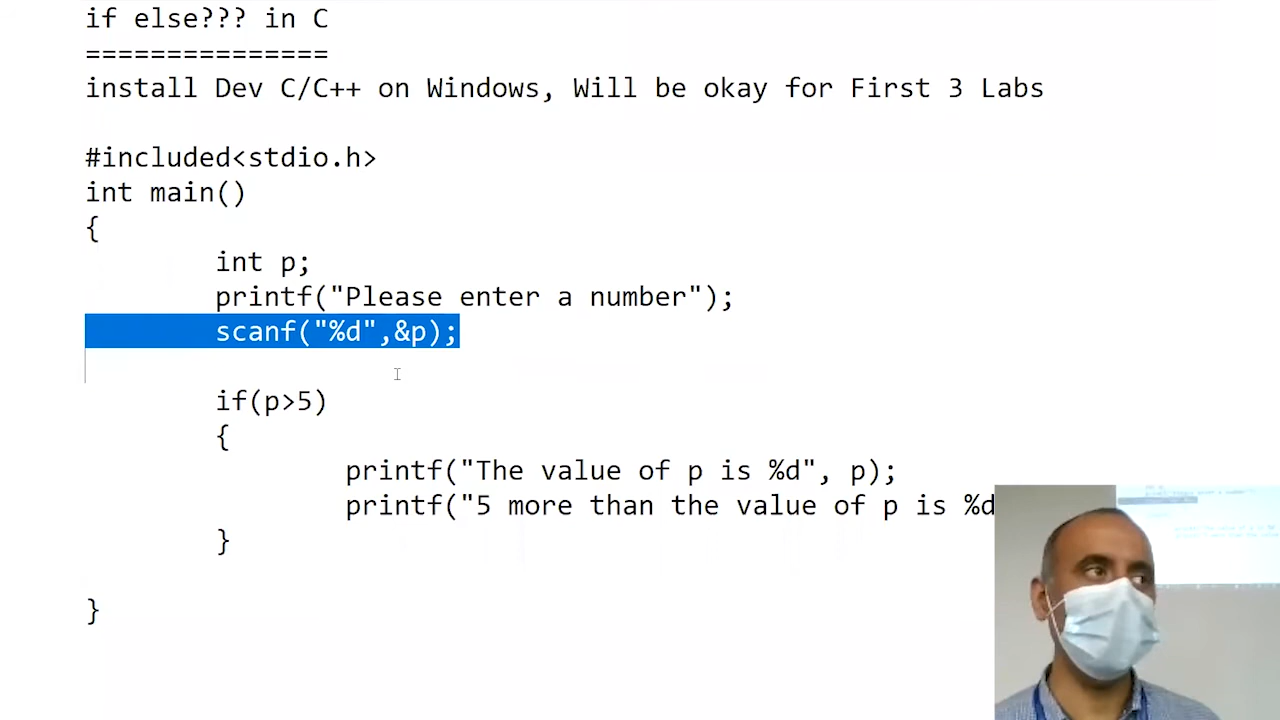 if else??? in C
===============
install Dev C/C++ on Windows, Will be okay for First 3 Labs
#included<stdio.h>
int main()
{
int p;
printf("Please enter a number");
scanf("%d",&p);
if(p>5)
{
printf("The value of p is %d", p);
printf("5 more than the value of p is %d
}
}